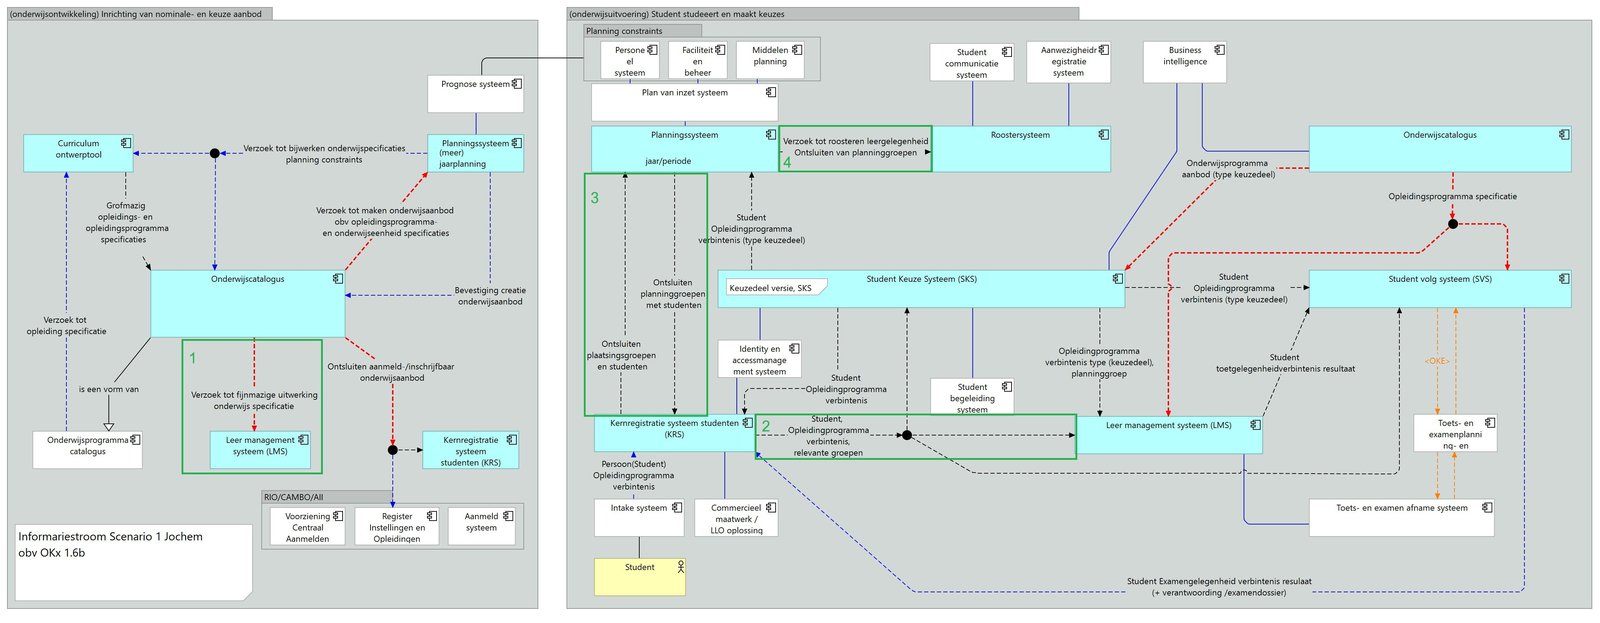 (onderwijsontwikkeling) Inrichting van nominale- en keuze aanbod
Prognose systeem
Curriculum
ontwerptool
Verzoek tot bijwerken onderwijspecificaties
planning constraints
Planningssysteem
(meer)
jaarplanning
Grofmazig
opleidings- en
opleidingsprogramma
specificaties
Verzoek tot maken onderwijsaanbod
obv opleidingsprogramma-
en onderwijseenheid specificaties
Onderwijscatalogus
Bevestiging creatie
onderwijsaanbod
Verzoek tot
opleiding specificatie
1
is een vorm van
Verzoek tot fijnmazige uitwerking
onderwijs specificatie
Ontsluiten aanmeld-/inschrijfbaar
onderwijsaanbod
Onderwijsprogramma
catalogus
Leer management
systeem (LMS)
Kernregistratie
systeem
studenten (KRS)
RIO/CAMBO/All
Voorziening
Centraal
Aanmelden
Register
Instellingen en
Opleidingen
Aanmeld
systeem
Informariestroom Scenario 1 Jochem
obv OKx 1.6b
(onderwijsuitvoering) Student studeeert en maakt keuzes
Planning constraints
Persone
el
systeem
Faciliteit
en
beheer
Middelen
planning
Plan van inzet systeem
Student
communicatie
systeem
Aanwezigheidr
egistratie
systeem
Business
intelligence
Planningssysteem
jaar/periode
Verzoek tot roosteren leergelegenheid
Ontsluiten van planninggroepen
4
Roostersysteem
Onderwijscatalogus
Onderwijsprogramma
aanbod (type keuzedeel)
Opleidingsprogramma specificatie
3
Student
Opleidingprogramma
verbintenis (type keuzedeel)
Ontsluiten
planninggroepen
met studenten
Student Keuze Systeem (SKS)
Keuzedeel versie, SKS
Student
Opleidingprogramma
verbintenis (type keuzedeel)
Student volg systeem (SVS)
Ontsluiten
plaatsingsgroepen
en studenten
Identity en
accessmanage
ment systeem
Student
Opleidingprogramma
verbintenis
Student
begeleiding
systeem
Opleidingprogramma
verbintenis type (keuzedeel),
planninggroep
Student
toetgelegenheidverbintenis resultaat
<OKE>
Kernregistratie systeem studenten
(KRS)
2
Student,
Opleidingprogramma
verbintenis,
relevante groepen
Leer management systeem (LMS)
Toets- en
examenplanni
ng- en
Persoon(Student)
Opleidingprogramma
verbintenis
Intake systeem
Commercieel
maatwerk /
LLO oplossing
Toets- en examen afname systeem
Student
Student Examengelegenheid verbintenis resulaat
(+ verantwoording /examendossier)